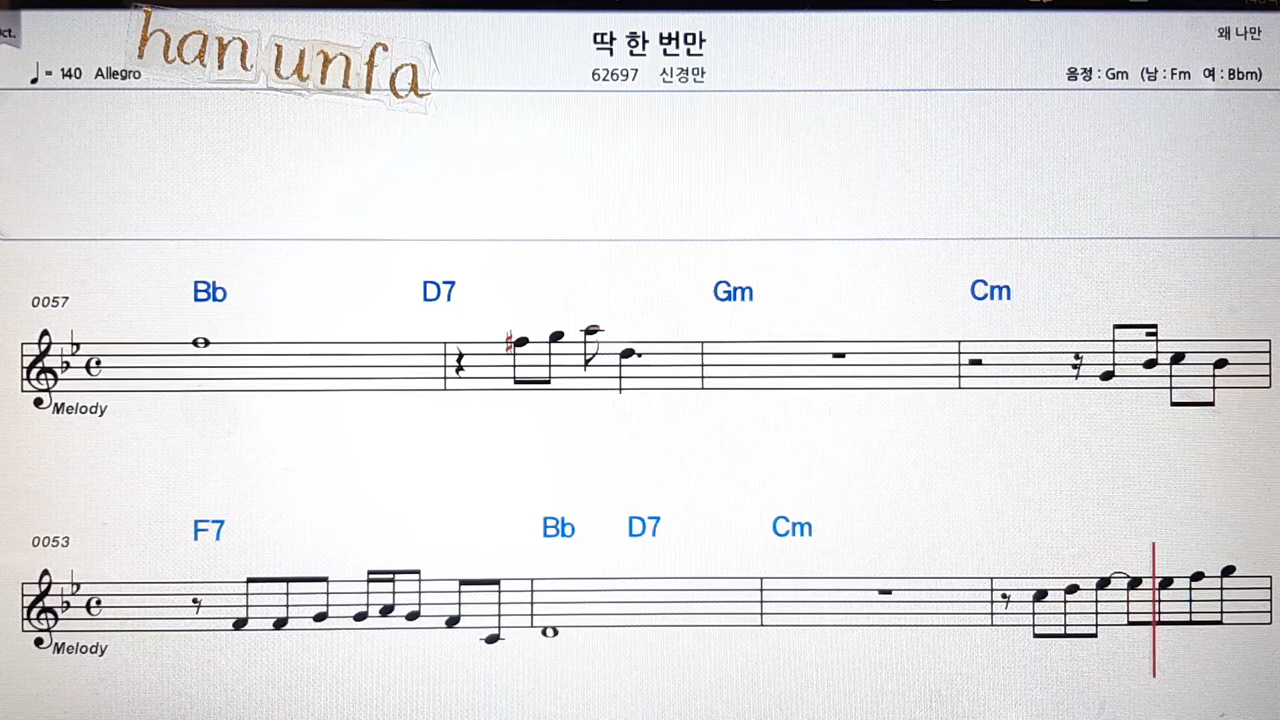 ct.
han unfa
딱 한 번만
왜 나만
= 140 Allegro
62697 신경만
음정 : Gm (남 : Fm 여 : Bbm)
Bb D7 Gm Cm
0057
Melody
F7 Bb D7 Cm
0053
Melody